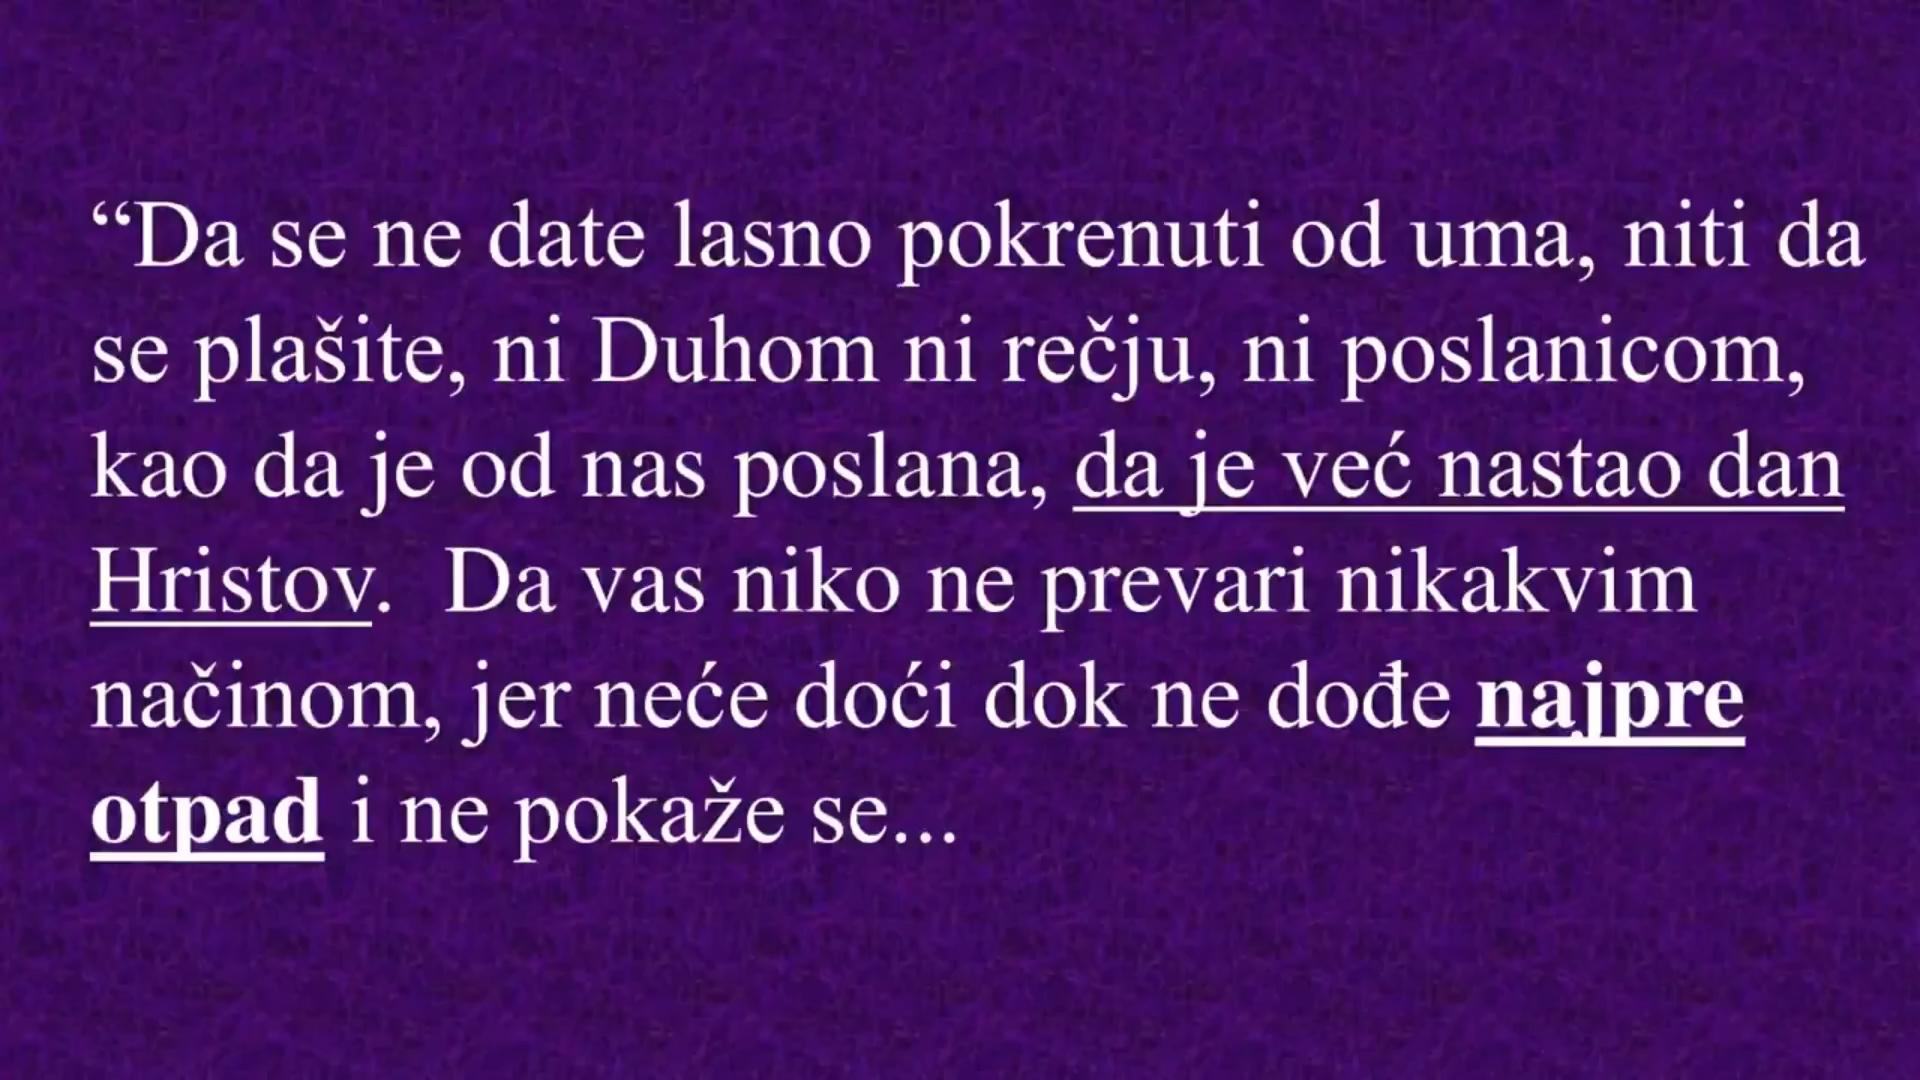 “Da se ne date lasno pokrenuti od uma, niti da
se plašite, ni Duhom ni rečju, ni poslanicom,
kao da je od nas poslana, da je već nastao dan
Hristov.  Da vas niko ne prevari nikakvim
načinom, jer neće doći dok ne dođe najpre
otpad i ne pokaže se...